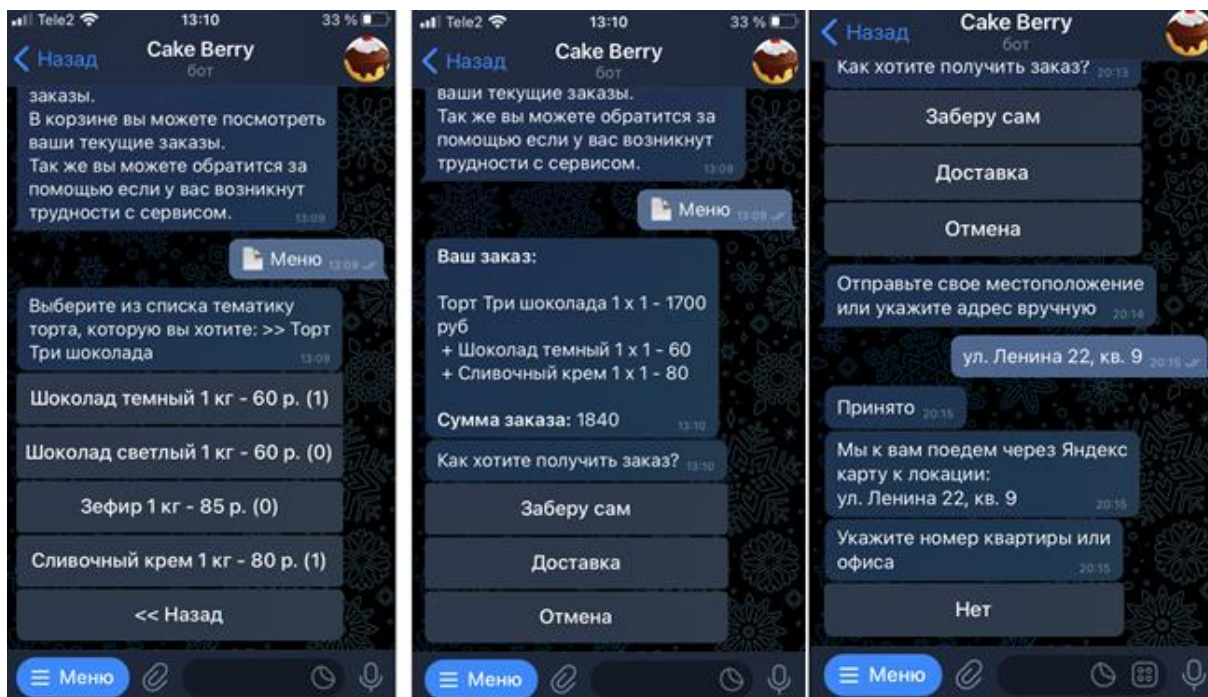 Tele2 13:10 33 %
Назад Cake Berry
бот
заказы.
В корзине вы можете посмотреть
ваши текущие заказы.
Так же вы можете обратится за
помощью если у вас возникнут
трудности с сервисом. 13:09
Меню 13:09
Выберите из списка тематику
торта, которую вы хотите: >> Торт
Три шоколада 13:09
Шоколад темный 1 кг - 60 р. (1)
Шоколад светлый 1 кг - 60 р. (0)
Зефир 1 кг - 85 р. (0)
Сливочный крем 1 кг - 80 р. (1)
<< Назад
Меню
Tele2 13:10 33 %
Назад Cake Berry
бот
ваши текущие заказы.
Так же вы можете обратится за
помощью если у вас возникнут
трудности с сервисом. 13:09
Меню 13:09
Ваш заказ:
Торт Три шоколада 1 x 1 - 1700
руб
+ Шоколад темный 1 x 1 - 60
+ Сливочный крем 1 x 1 - 80
Сумма заказа: 1840 13:10
Как хотите получить заказ? 13:10
Заберу сам
Доставка
Отмена
Меню
Назад Cake Berry
бот
Как хотите получить заказ? 20:13
Заберу сам
Доставка
Отмена
Отправьте свое местоположение
или укажите адрес вручную 20:14
ул. Ленина 22, кв. 9 20:15
Принято 20:15
Мы к вам поедем через Яндекс
карту к локации:
ул. Ленина 22, кв. 9 20:15
Укажите номер квартиры или
офиса 20:15
Нет
Меню